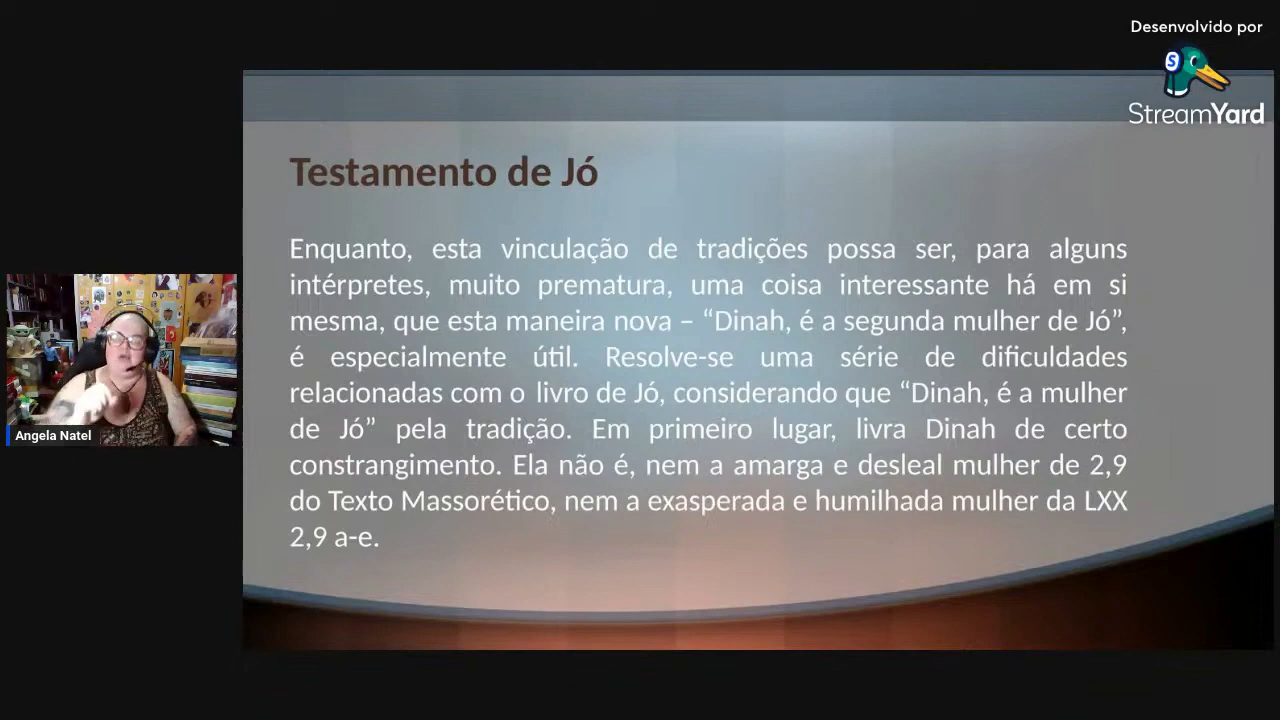 Desenvolvido por
StreamYard
Testamento de Jó
Enquanto, esta vinculação de tradições possa ser, para alguns
intérpretes, muito prematura, uma coisa interessante há em si
mesma, que esta maneira nova – “Dinah, é a segunda mulher de Jó”,
é especialmente útil. Resolve-se uma série de dificuldades
relacionadas com o livro de Jó, considerando que “Dinah, é a mulher
de Jó” pela tradição. Em primeiro lugar, livra Dinah de certo
constrangimento. Ela não é, nem a amarga e desleal mulher de 2,9
do Texto Massorético, nem a exasperada e humilhada mulher da LXX
2,9 a-e.
Angela Natel